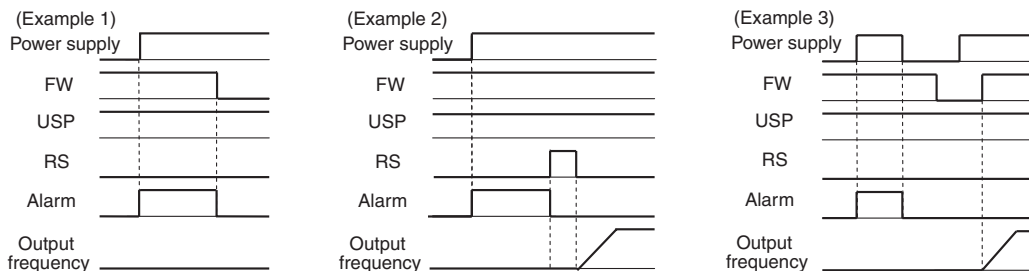 (Example 1)
Power supply
FW
USP
RS
Alarm
Output
frequency
(Example 2)
Power supply
FW
USP
RS
Alarm
Output
frequency
(Example 3)
Power supply
FW
USP
RS
Alarm
Output
frequency